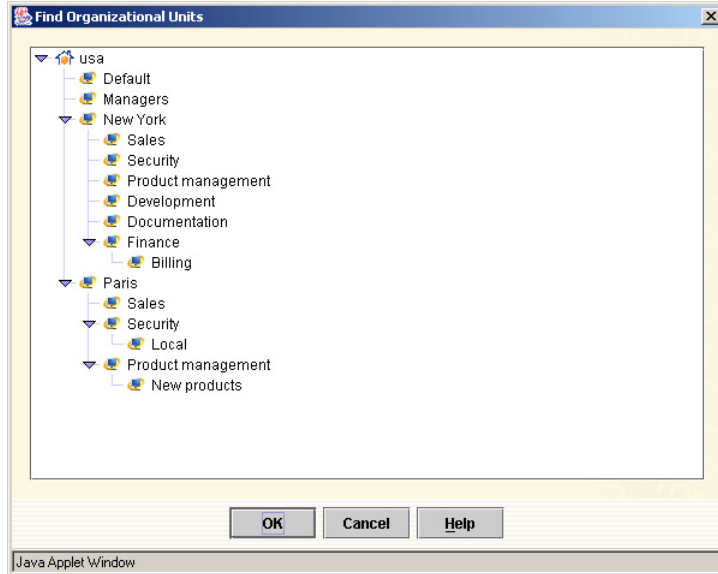 Find Organizational Units
usa
Default
Managers
New York
Sales
Security
Product management
Development
Documentation
Finance
Billing
Paris
Sales
Security
Local
Product management
New products
OK Cancel Help
Java Applet Window